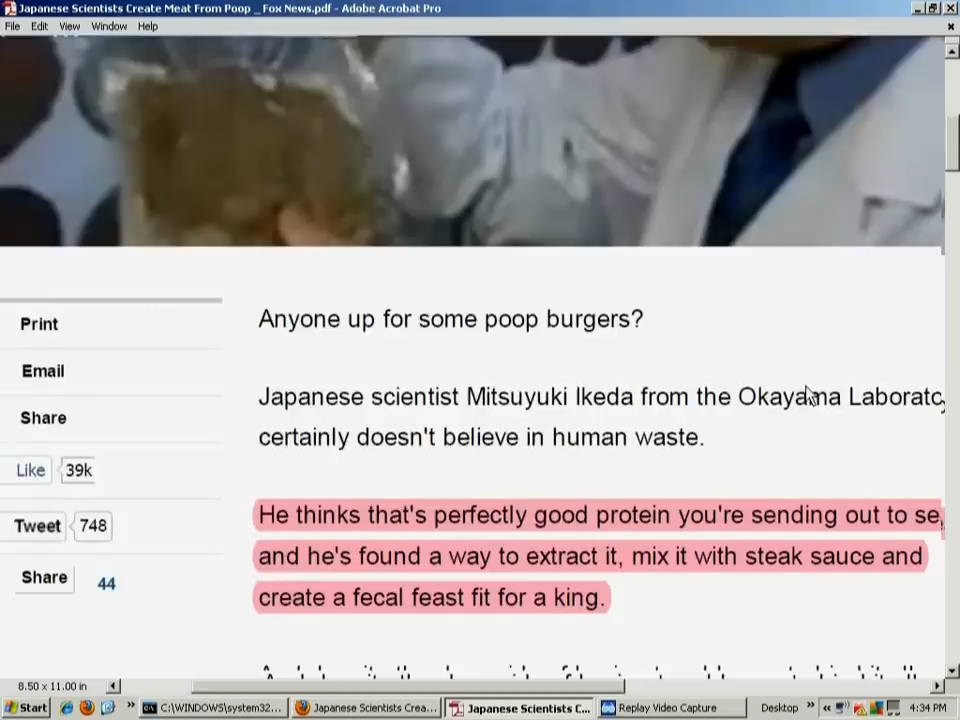 Japanese Scientists Create Meat From Poop _ Fox News.pdf - Adobe Acrobat Pro
File Edit View Window Help
Anyone up for some poop burgers?
Print
Email
Japanese scientist Mitsuyuki Ikeda from the Okayama Laborato
Share
certainly doesn't believe in human waste.
Like 39k
He thinks that's perfectly good protein you're sending out to se
Tweet 748
and he's found a way to extract it, mix it with steak sauce and
Share 44
create a fecal feast fit for a king.
8.50 x 11.00 in
Start » C:\WINDOWS\system32... Japanese Scientists Crea... Japanese Scientists C... Replay Video Capture Desktop » « 4:34 PM